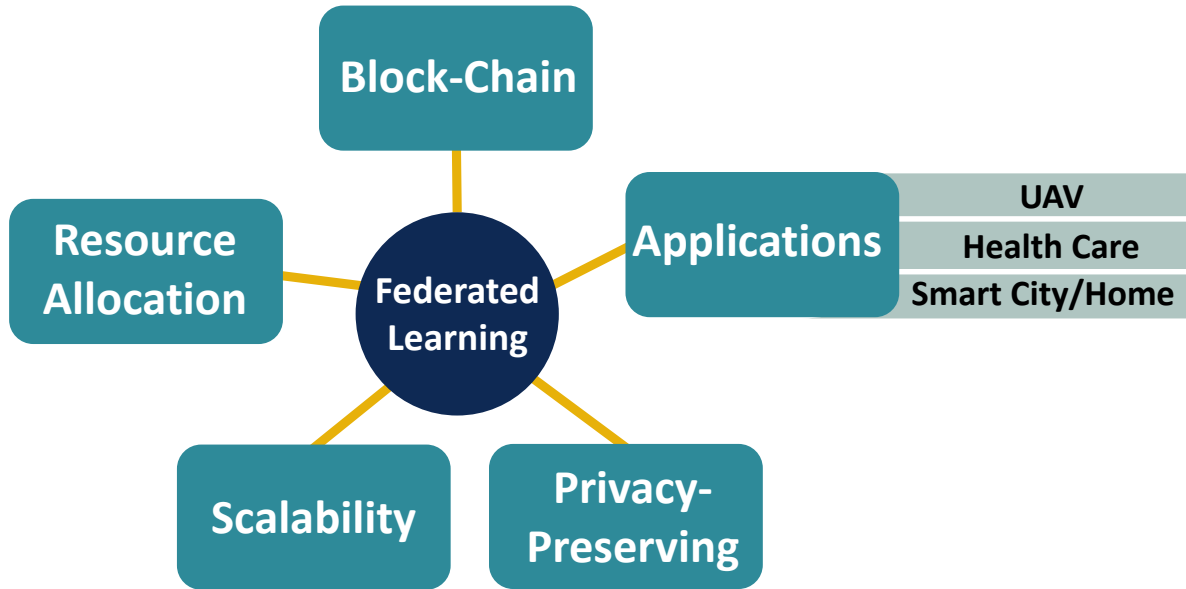 Block-Chain
Applications
UAV
Health Care
Smart City/Home
Resource
Allocation
Federated
Learning
Scalability
Privacy-
Preserving